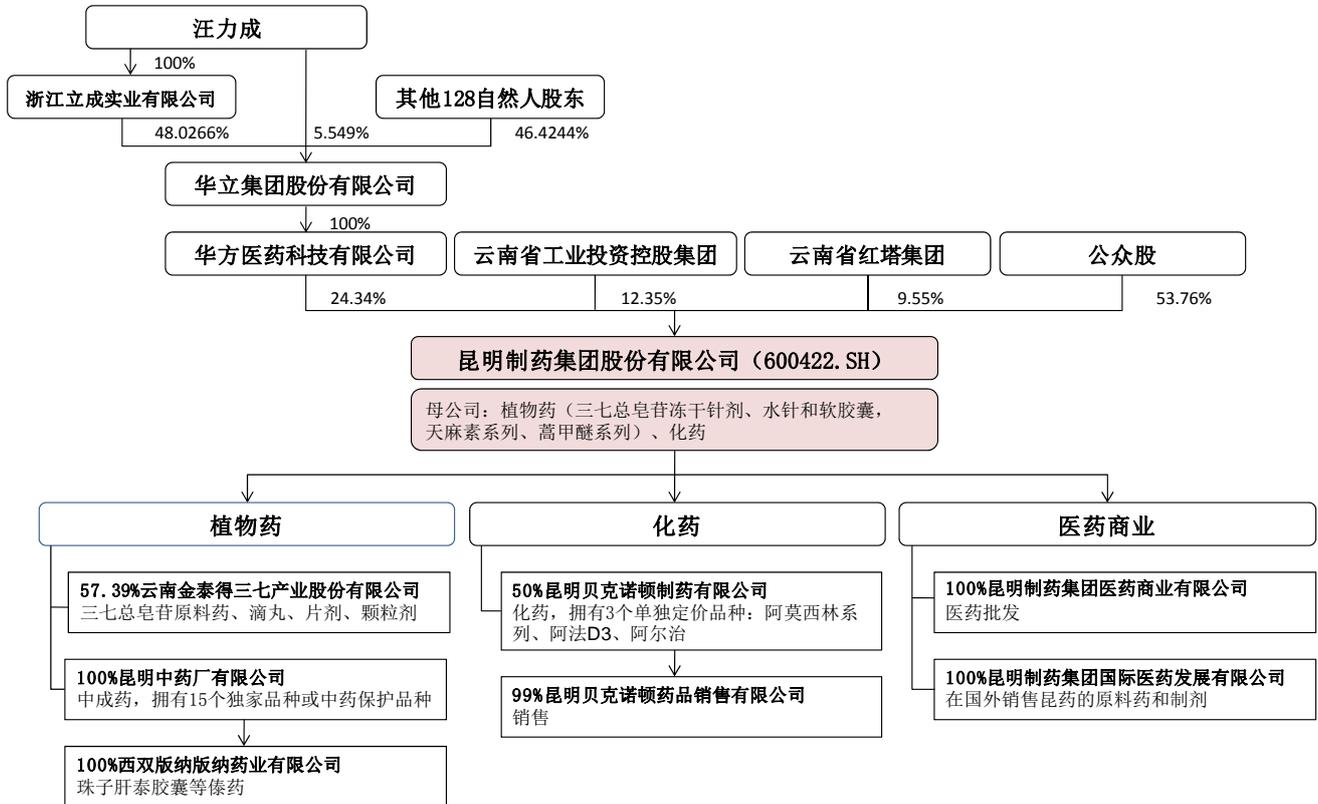 汪力成
100%
浙江立成实业有限公司
其他128自然人股东
48.0266%
5.549%
46.4244%
华立集团股份有限公司
100%
华方医药科技有限公司
云南省工业投资控股集团
云南省红塔集团
公众股
24.34%
12.35%
9.55%
53.76%
昆明制药集团股份有限公司（600422.SH）
母公司：植物药（三七总皂苷冻干针剂、水针和软胶囊，
天麻素系列、蒿甲醚系列）、化药
植物药
化药
医药商业
57.39%云南金泰得三七产业股份有限公司
三七总皂苷原料药、滴丸、片剂、颗粒剂
100%昆明中药厂有限公司
中成药，拥有15个独家品种或中药保护品种
100%西双版纳版纳药业有限公司
珠子肝泰胶囊等傣药
50%昆明贝克诺顿制药有限公司
化药，拥有3个单独定价品种：阿莫西林系
列、阿法D3、阿尔治
99%昆明贝克诺顿药品销售有限公司
销售
100%昆明制药集团医药商业有限公司
医药批发
100%昆明制药集团国际医药发展有限公司
在国外销售昆药的原料药和制剂